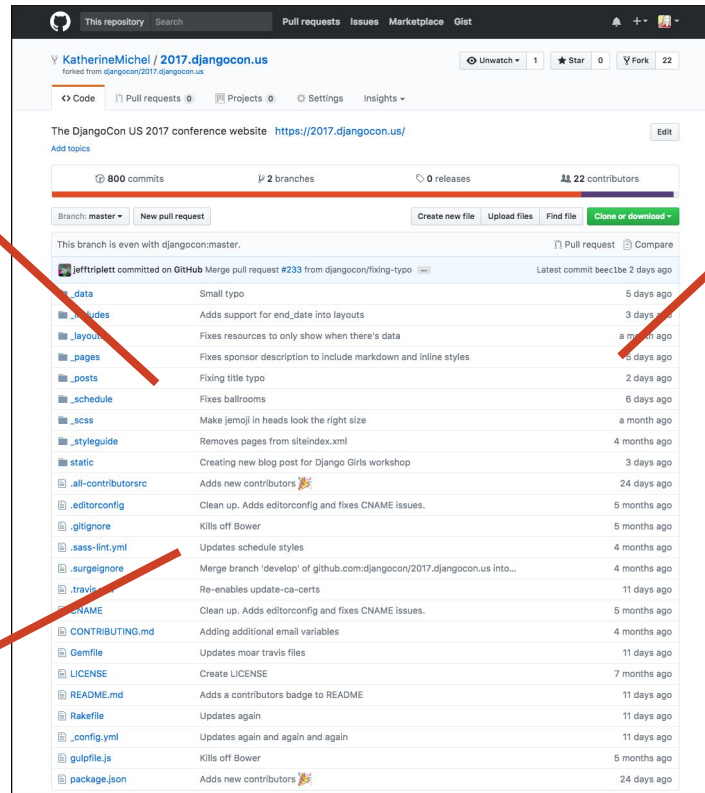 This repository Search Pull requests Issues Marketplace Gist
KatherineMichel / 2017.djangocon.us Unwatch 1 Star 0 Fork 22
forked from djangocon/2017.djangocon.us
Code Pull requests 0 Projects 0 Settings Insights
The DjangoCon US 2017 conference website https://2017.djangocon.us/ Edit
Add topics
800 commits 2 branches 0 releases 22 contributors
Branch: master New pull request Create new file Upload files Find file Clone or download
This branch is even with djangocon:master. Pull request Compare
jefftriplett committed on GitHub Merge pull request #233 from djangocon/fixing-typo ... Latest commit beec1be 2 days ago
_data Small typo 5 days ago
_includes Adds support for end_date into layouts 3 days ago
_layouts Fixes resources to only show when there's data a month ago
_pages Fixes sponsor description to include markdown and inline styles 5 days ago
_posts Fixing title typo 2 days ago
_schedule Fixes ballrooms 6 days ago
_scss Make jemoji in heads look the right size a month ago
_styleguide Removes pages from siteindex.xml 4 months ago
static Creating new blog post for Django Girls workshop 3 days ago
.all-contributorsrc Adds new contributors 🎉 24 days ago
.editorconfig Clean up. Adds editorconfig and fixes CNAME issues. 5 months ago
.gitignore Kills off Bower 5 months ago
.sass-lint.yml Updates schedule styles 4 months ago
.surgeignore Merge branch 'develop' of github.com:djangocon/2017.djangocon.us into... 4 months ago
.travis.yml Re-enables update-ca-certs 11 days ago
CNAME Clean up. Adds editorconfig and fixes CNAME issues. 5 months ago
CONTRIBUTING.md Adding additional email variables 4 months ago
Gemfile Updates moar travis files 11 days ago
LICENSE Create LICENSE 7 months ago
README.md Adds a contributors badge to README 11 days ago
Rakefile Updates again 11 days ago
_config.yml Updates again and again and again 11 days ago
gulpfile.js Kills off Bower 5 months ago
package.json Adds new contributors 🎉 24 days ago